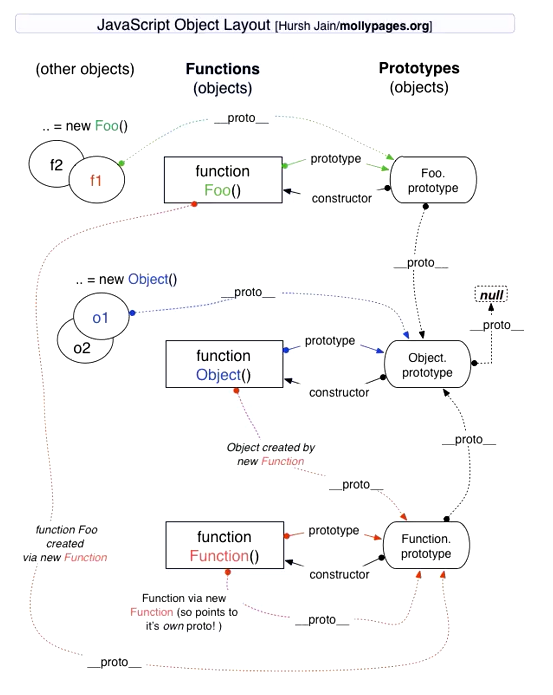 JavaScript Object Layout [Hursh Jain/mollypages.org]
(other objects)
Functions
(objects)
Prototypes
(objects)
.. = new Foo()
__proto__
f2
f1
function
Foo()
prototype
constructor
Foo.
prototype
__proto__
.. = new Object()
__proto__
null
__proto__
o1
o2
function
Object()
prototype
constructor
Object.
prototype
Object created by
new Function
__proto__
__proto__
function Foo
created
via new Function
function
Function()
prototype
constructor
Function.
prototype
Function via new
Function (so points to
it's own proto! )
__proto__
__proto__